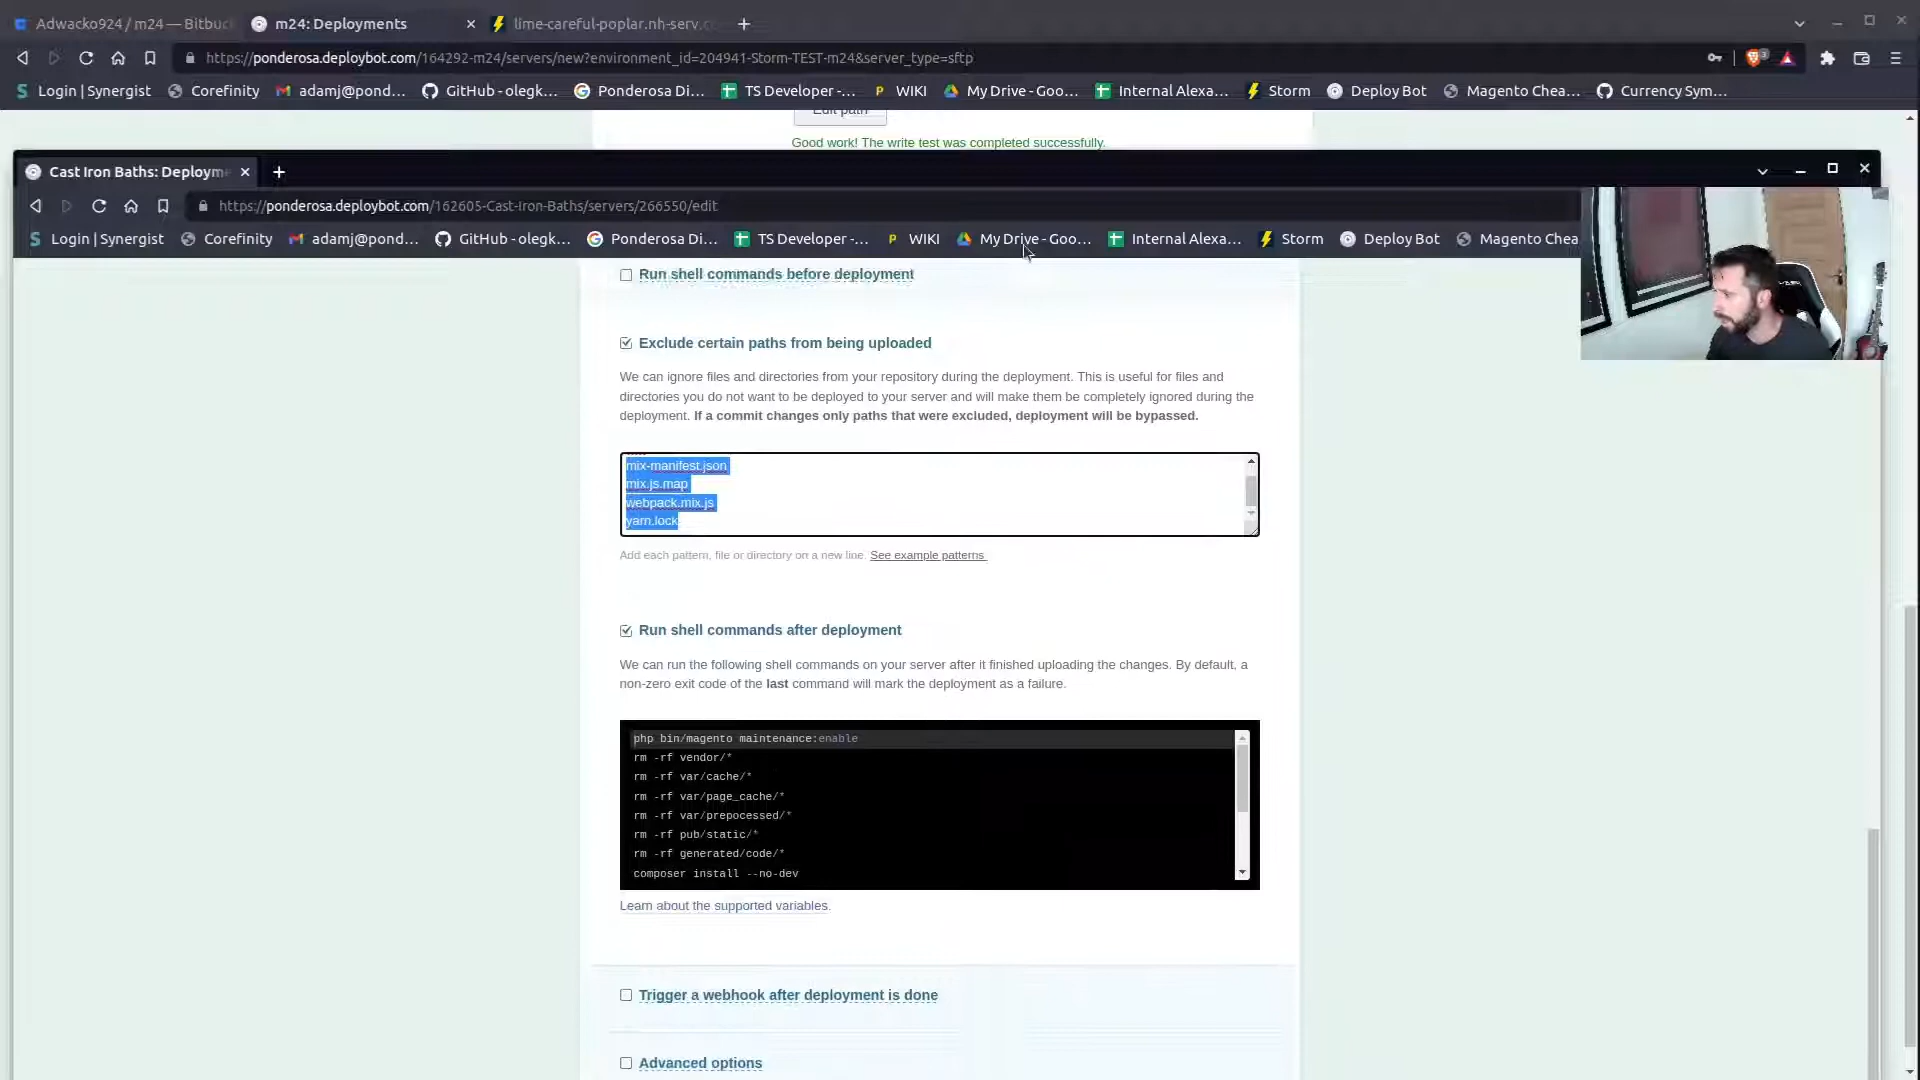 Adwacko924 / m24 — Bitbuc
m24: Deployments
lime-careful-poplar.nh-serv.c
https://ponderosa.deploybot.com/164292-m24/servers/new?environment_id=204941-Storm-TEST-m24&server_type=sftp
Login | Synergist
Corefinity
adamj@pond...
GitHub - olegk...
Ponderosa Di...
TS Developer -...
WIKI
My Drive - Goo...
Internal Alexa...
Storm
Deploy Bot
Magento Chea...
Currency Sym...
Edit path
Good work! The write test was completed successfully.
Cast Iron Baths: Deployme
https://ponderosa.deploybot.com/162605-Cast-Iron-Baths/servers/266550/edit
Login | Synergist
Corefinity
adamj@pond...
GitHub - olegk...
Ponderosa Di...
TS Developer -...
WIKI
My Drive - Goo...
Internal Alexa...
Storm
Deploy Bot
Magento Chea
Run shell commands before deployment
Exclude certain paths from being uploaded
We can ignore files and directories from your repository during the deployment. This is useful for files and
directories you do not want to be deployed to your server and will make them be completely ignored during the
deployment. If a commit changes only paths that were excluded, deployment will be bypassed.
mix-manifest.json
mix.js.map
webpack.mix.js
yarn.lock
Add each pattern, file or directory on a new line. See example patterns
Run shell commands after deployment
We can run the following shell commands on your server after it finished uploading the changes. By default, a
non-zero exit code of the last command will mark the deployment as a failure.
php bin/magento maintenance:enable
rm -rf vendor/*
rm -rf var/cache/*
rm -rf var/page_cache/*
rm -rf var/prepocessed/*
rm -rf pub/static/*
rm -rf generated/code/*
composer install --no-dev
Learn about the supported variables.
Trigger a webhook after deployment is done
Advanced options